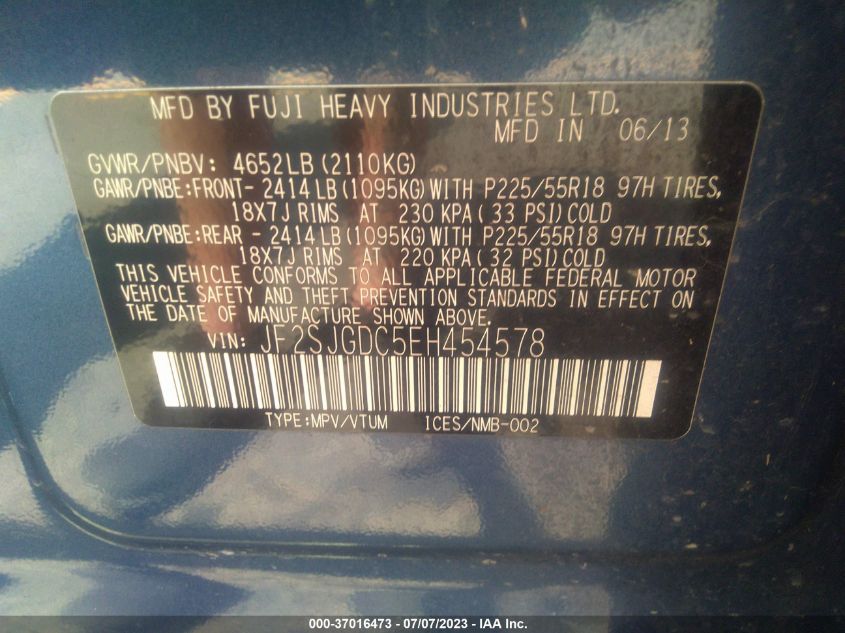 MFD BY FUJI HEAVY INDUSTRIES LTD.
MFD IN 06/13
GVWR/PNBV: 4652LB (2110KG)
GAWR/PNBE:FRONT- 2414 LB (1095KG) WITH P225/55R18 97H TIRES,
18X7J RIMS AT 230 KPA (33 PSI) COLD
GAWR/PNBE:REAR - 2414 LB (1095KG) WITH P225/55R18 97H TIRES,
18X7J RIMS AT 220 KPA (32 PSI) COLD
THIS VEHICLE CONFORMS TO ALL APPLICABLE FEDERAL MOTOR
VEHICLE SAFETY AND THEFT PREVENTION STANDARDS IN EFFECT ON
THE DATE OF MANUFACTURE SHOWN ABOVE.
VIN: JF2SJGDC5EH454578
TYPE:MPV/VTUM ICES/NMB-002
000-37016473 - 07/07/2023 - IAA Inc.